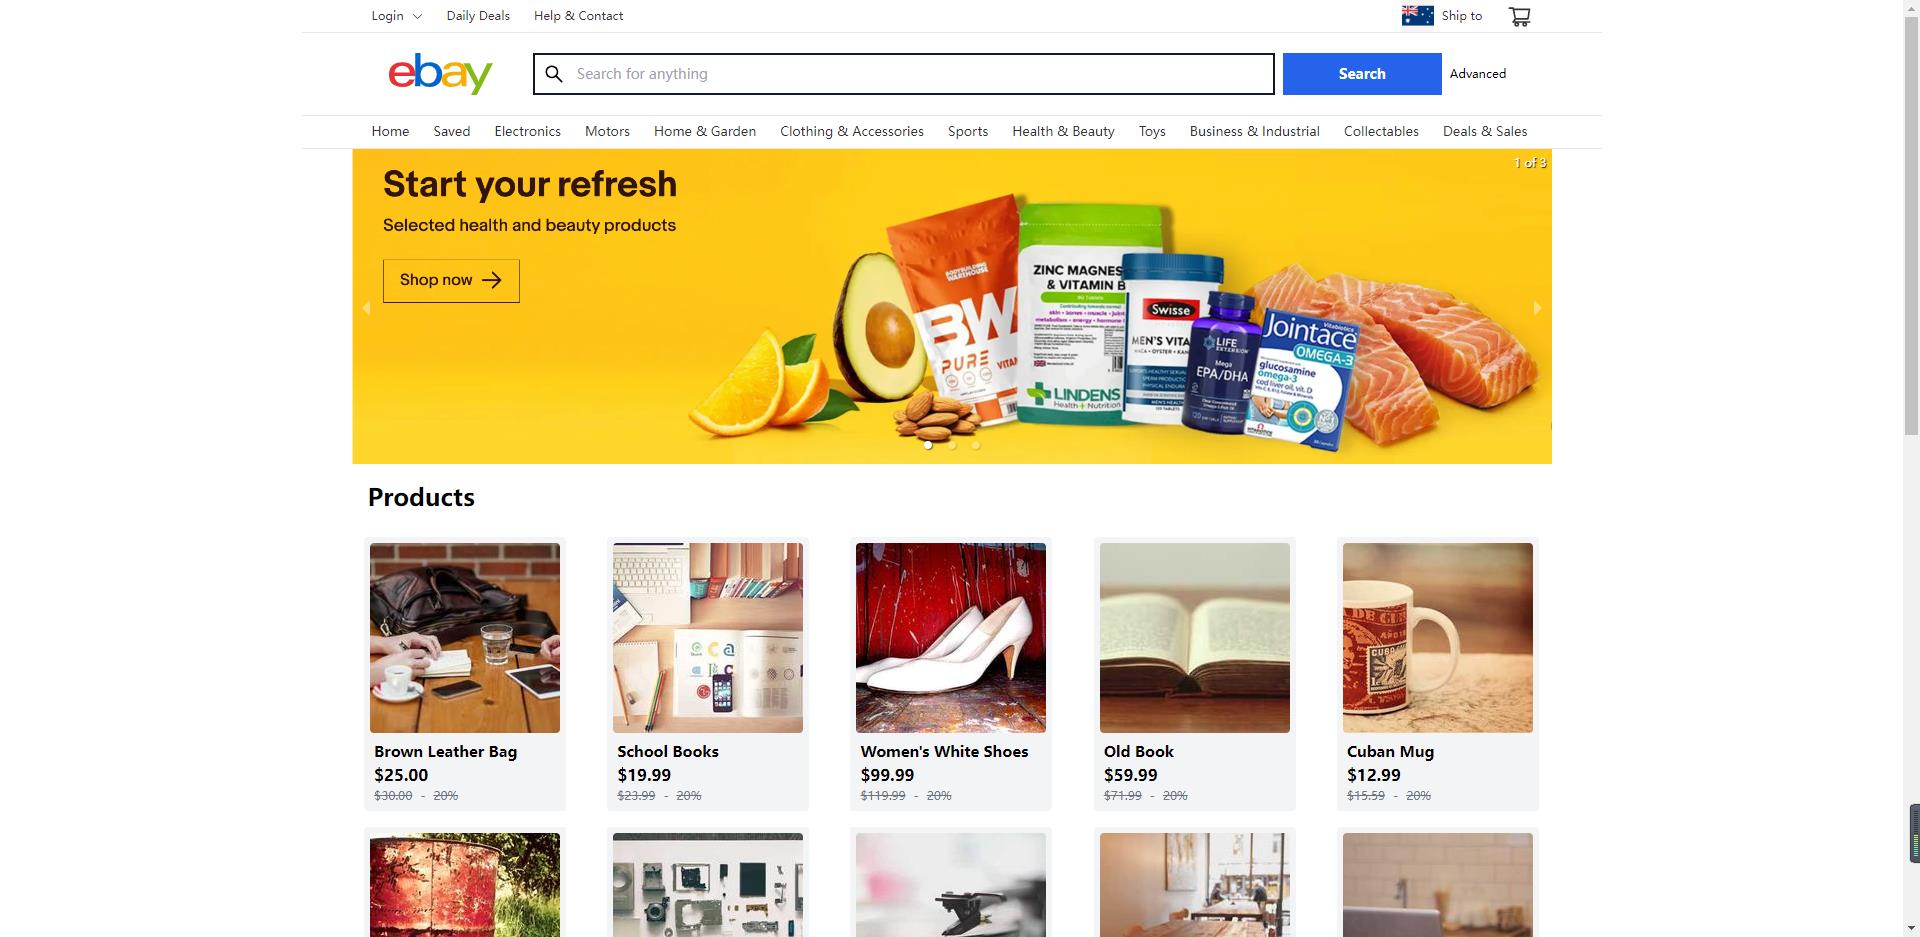 Login
Daily Deals
Help & Contact
Ship to
ebay
Search for anything
Search
Advanced
Home
Saved
Electronics
Motors
Home & Garden
Clothing & Accessories
Sports
Health & Beauty
Toys
Business & Industrial
Collectables
Deals & Sales
1 of 3
Start your refresh
Selected health and beauty products
Shop now
BODYBUILDING
WAREHOUSE
BW
PURE
VITAM
ZINC MAGNES
& VITAMIN B
LINDENS
Health + Nutrition
Swisse
MEN'S VITA
LIFE
EXTENSION
Mega
EPA/DHA
Vitabiotics
Jointace
OMEGA-3
glucosamine
omega-3
cod liver oil, vit. D
Products
Brown Leather Bag
$25.00
$30.00 - 20%
School Books
$19.99
$23.99 - 20%
Women's White Shoes
$99.99
$119.99 - 20%
Old Book
$59.99
$71.99 - 20%
Cuban Mug
$12.99
$15.59 - 20%